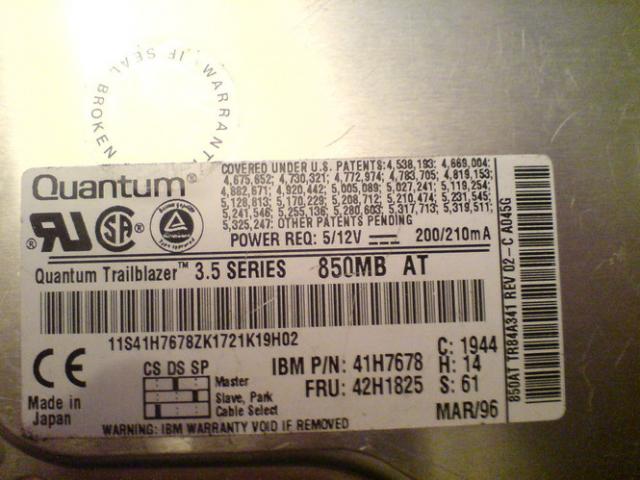 WARRANT
IF SEAL
BROKEN
Quantum®
COVERED UNDER U.S. PATENTS: 4,538,193; 4,669,004;
4,675,652; 4,730,321; 4,772,974; 4,783,705; 4,819,153;
4,882,671; 4,920,442; 5,005,089; 5,027,241; 5,119,254;
5,128,813; 5,170,229; 5,208,712; 5,210,474; 5,231,545;
5,241,546; 5,255,136; 5,280,603; 5,317,713; 5,319,511;
5,325,247; OTHER PATENTS PENDING
POWER REQ: 5/12V 200/210mA
Quantum Trailblazer™ 3.5 SERIES 850MB AT
11S41H7678ZK1721K19H02
CE
Made in
Japan
CS DS SP
Master
Slave, Park
Cable Select
IBM P/N: 41H7678
FRU: 42H1825
C: 1944
H: 14
S: 61
MAR/96
WARNING: IBM WARRANTY VOID IF REMOVED
850AT TR84A341 REV 02-C A045G